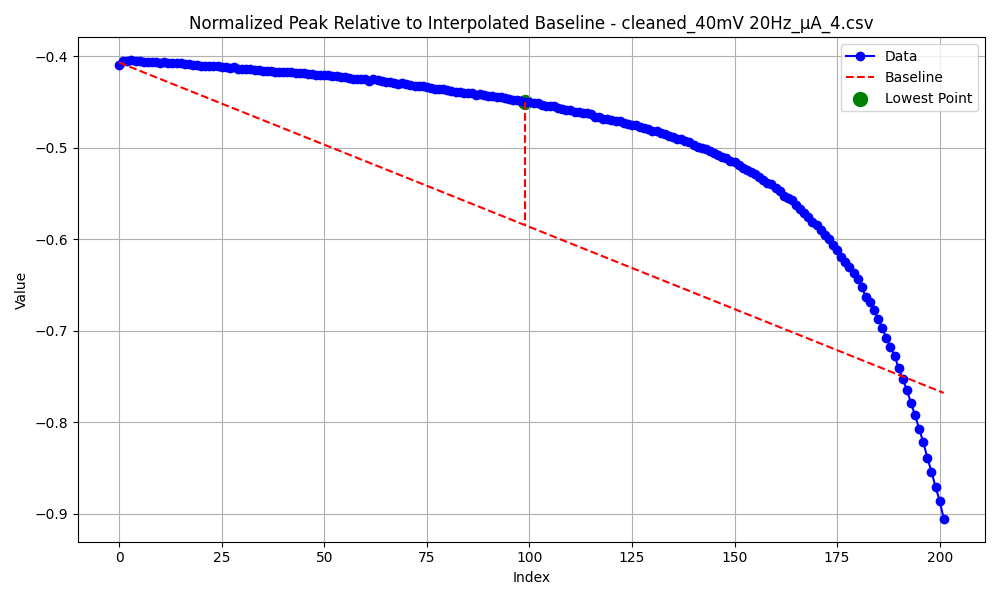 Normalized Peak Relative to Interpolated Baseline - cleaned_40mV 20Hz_μA_4.csv
Data
Baseline
Lowest Point
Value
−0.4
−0.5
−0.6
−0.7
−0.8
−0.9
0
25
50
75
100
125
150
175
200
Index